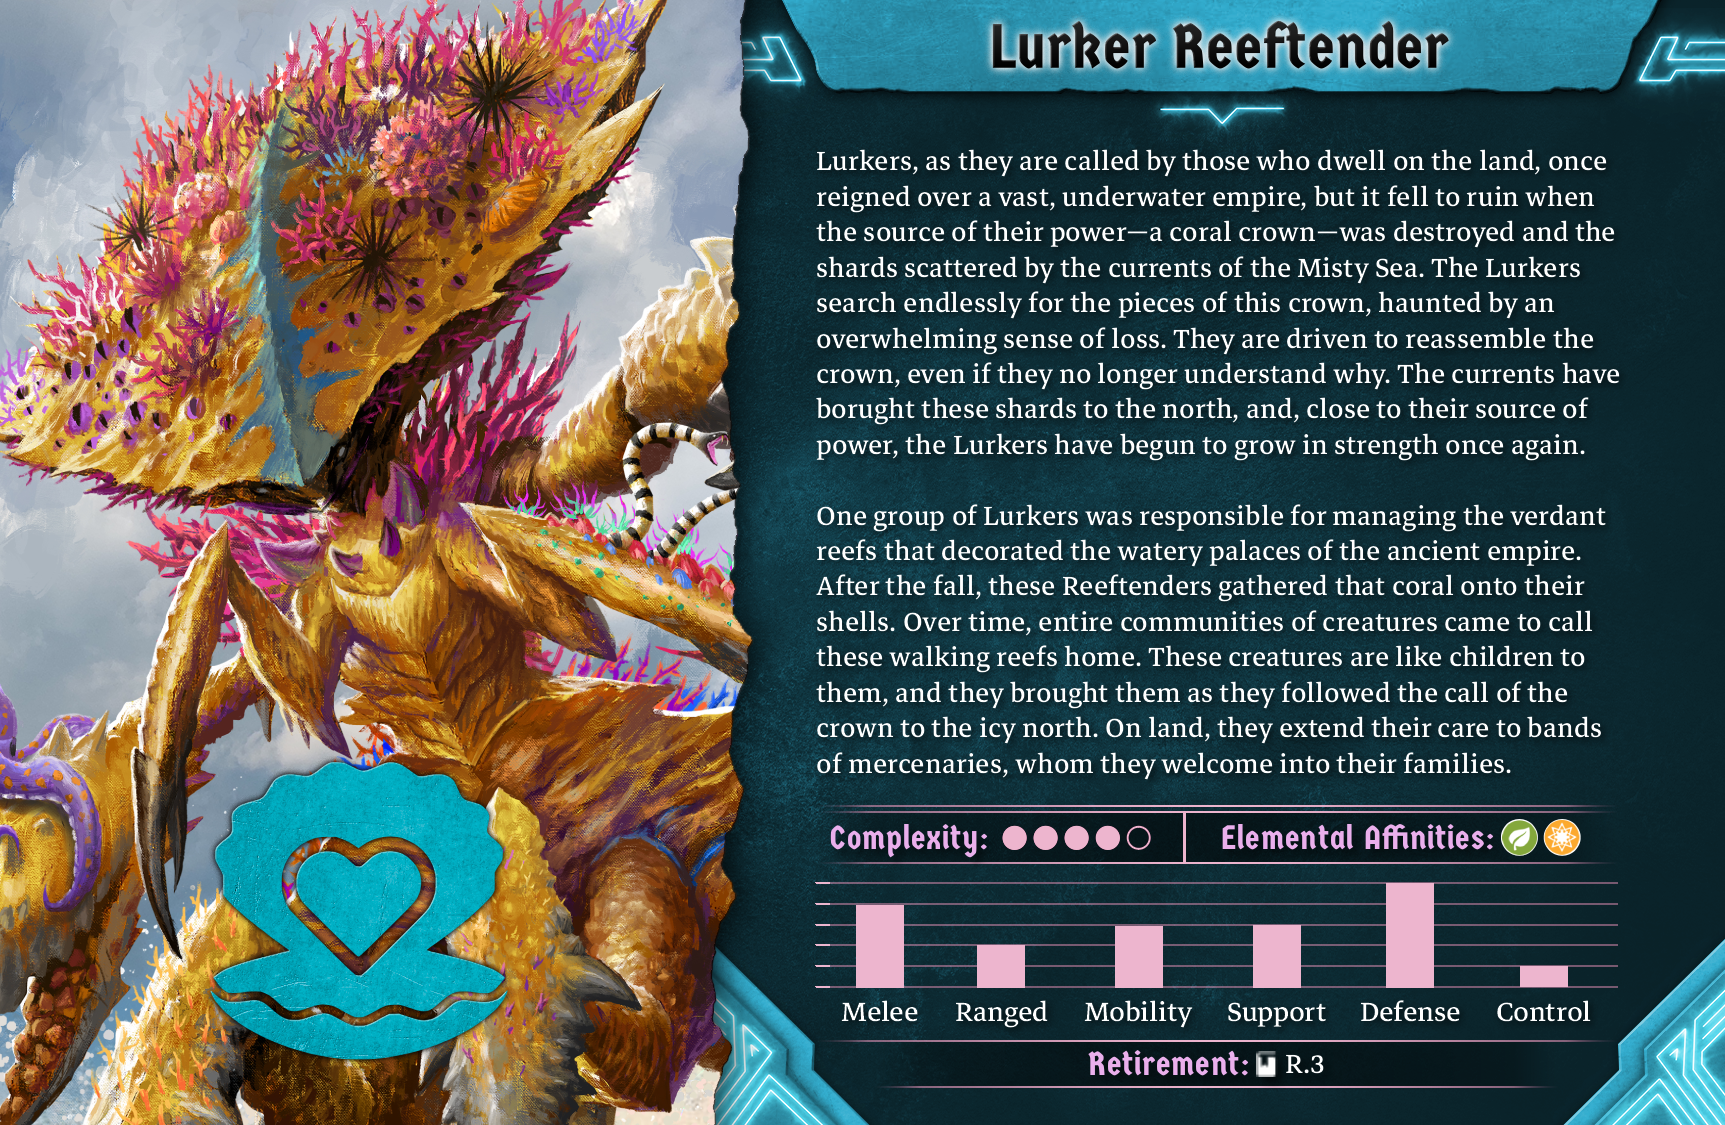 Lurker Reeftender
Lurkers, as they are called by those who dwell on the land, once
reigned over a vast, underwater empire, but it fell to ruin when
the source of their power—a coral crown—was destroyed and the
shards scattered by the currents of the Misty Sea. The Lurkers
search endlessly for the pieces of this crown, haunted by an
overwhelming sense of loss. They are driven to reassemble the
crown, even if they no longer understand why. The currents have
borught these shards to the north, and, close to their source of
power, the Lurkers have begun to grow in strength once again.
One group of Lurkers was responsible for managing the verdant
reefs that decorated the watery palaces of the ancient empire.
After the fall, these Reeftenders gathered that coral onto their
shells. Over time, entire communities of creatures came to call
these walking reefs home. These creatures are like children to
them, and they brought them as they followed the call of the
crown to the icy north. On land, they extend their care to bands
of mercenaries, whom they welcome into their families.
Complexity: Elemental Affinities:
Melee Ranged Mobility Support Defense Control
Retirement: R.3